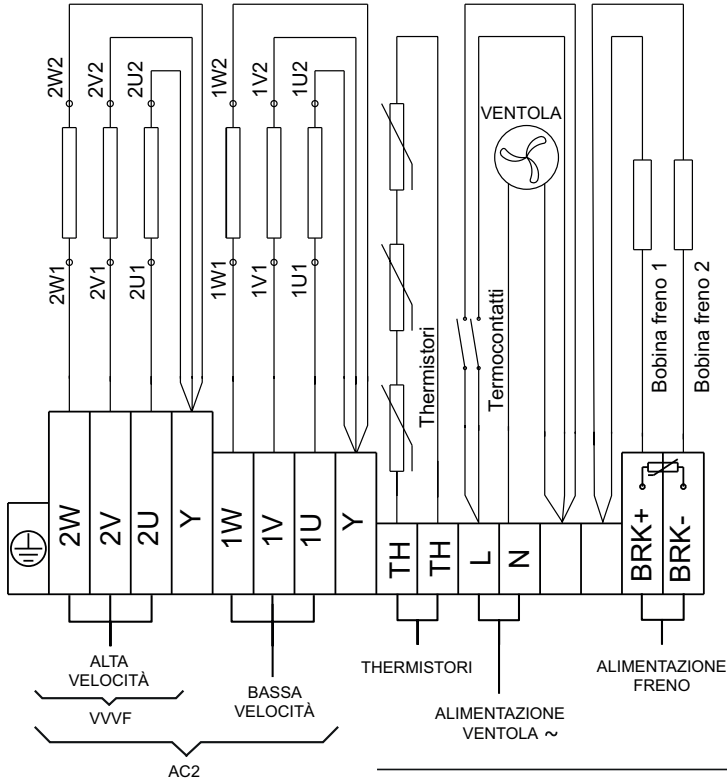 2W2
2V2
2U2
1W2
1V2
1U2
VENTOLA
2W1
2V1
2U1
1W1
1V1
1U1
Thermistori
Termocontatti
Bobina freno 1
Bobina freno 2
2W
2V
2U
Y
1W
1V
1U
Y
TH
TH
L
N
BRK+
BRK-
ALTA
VELOCITÀ
VVVF
BASSA
VELOCITÀ
AC2
THERMISTORI
ALIMENTAZIONE
VENTOLA ~
ALIMENTAZIONE
FRENO